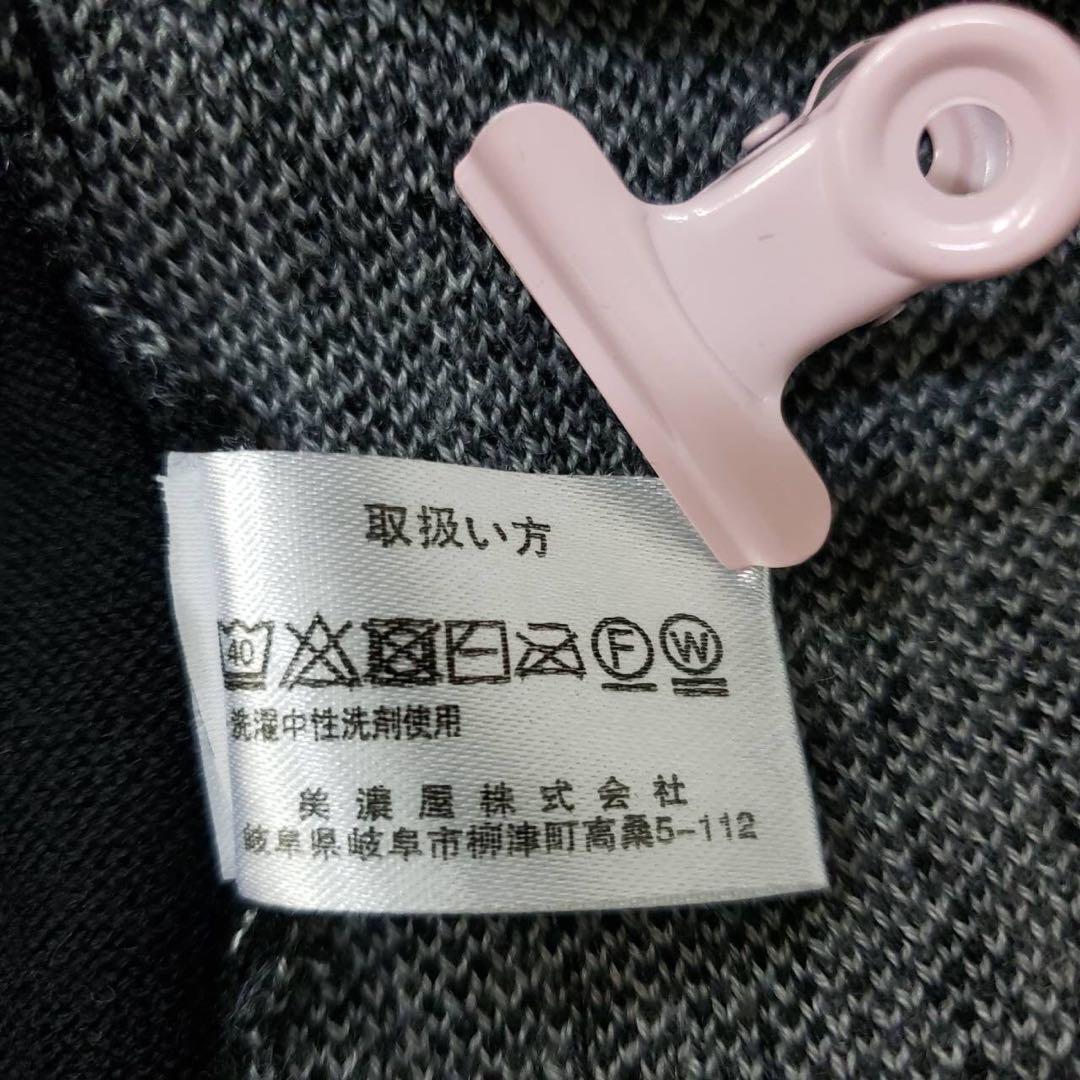 取扱い方
40 F W
洗濯中性洗剤使用
美濃屋株式会社
岐阜県岐阜市柳津町高桑5-112